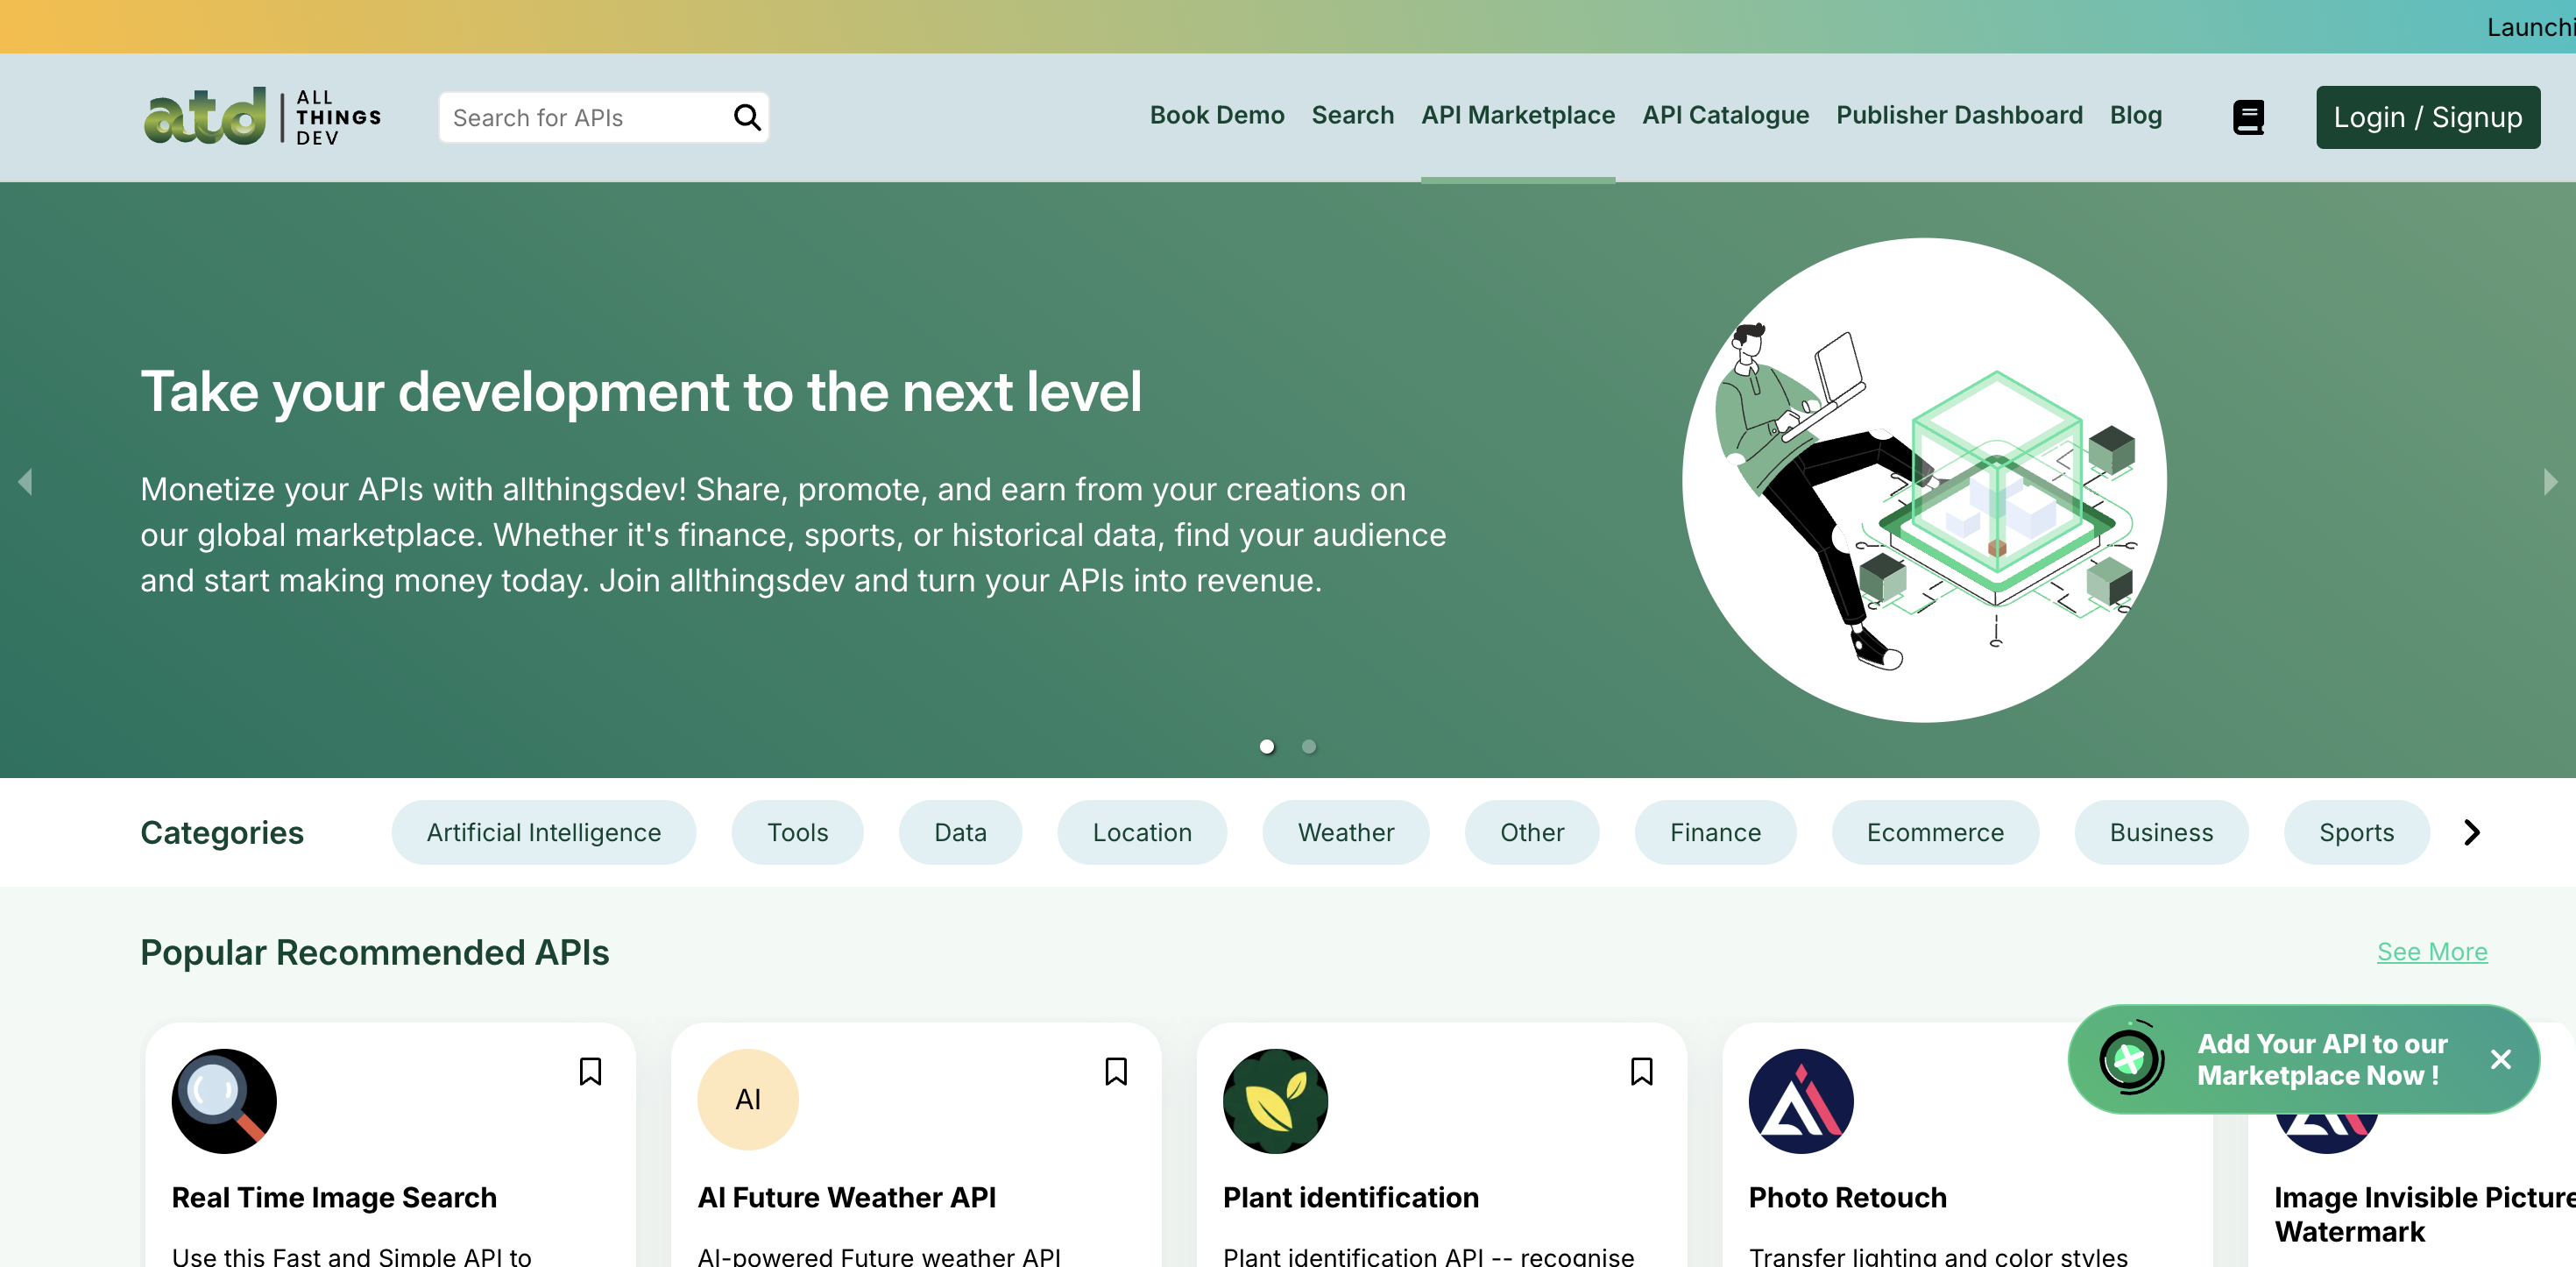 atd
ALL
THINGS
DEV
Search for APIs
Book Demo
Search
API Marketplace
API Catalogue
Publisher Dashboard
Blog
Login / Signup
Take your development to the next level
Monetize your APIs with allthingsdev! Share, promote, and earn from your creations on
our global marketplace. Whether it's finance, sports, or historical data, find your audience
and start making money today. Join allthingsdev and turn your APIs into revenue.
Categories
Artificial Intelligence
Tools
Data
Location
Weather
Other
Finance
Ecommerce
Business
Sports
Popular Recommended APIs
See More
Add Your API to our
Marketplace Now !
AI
Real Time Image Search
Use this Fast and Simple API to
AI Future Weather API
AI-powered Future weather API
Plant identification
Plant identification API -- recognise
Photo Retouch
Transfer lighting and color styles
Image Invisible Picture
Watermark